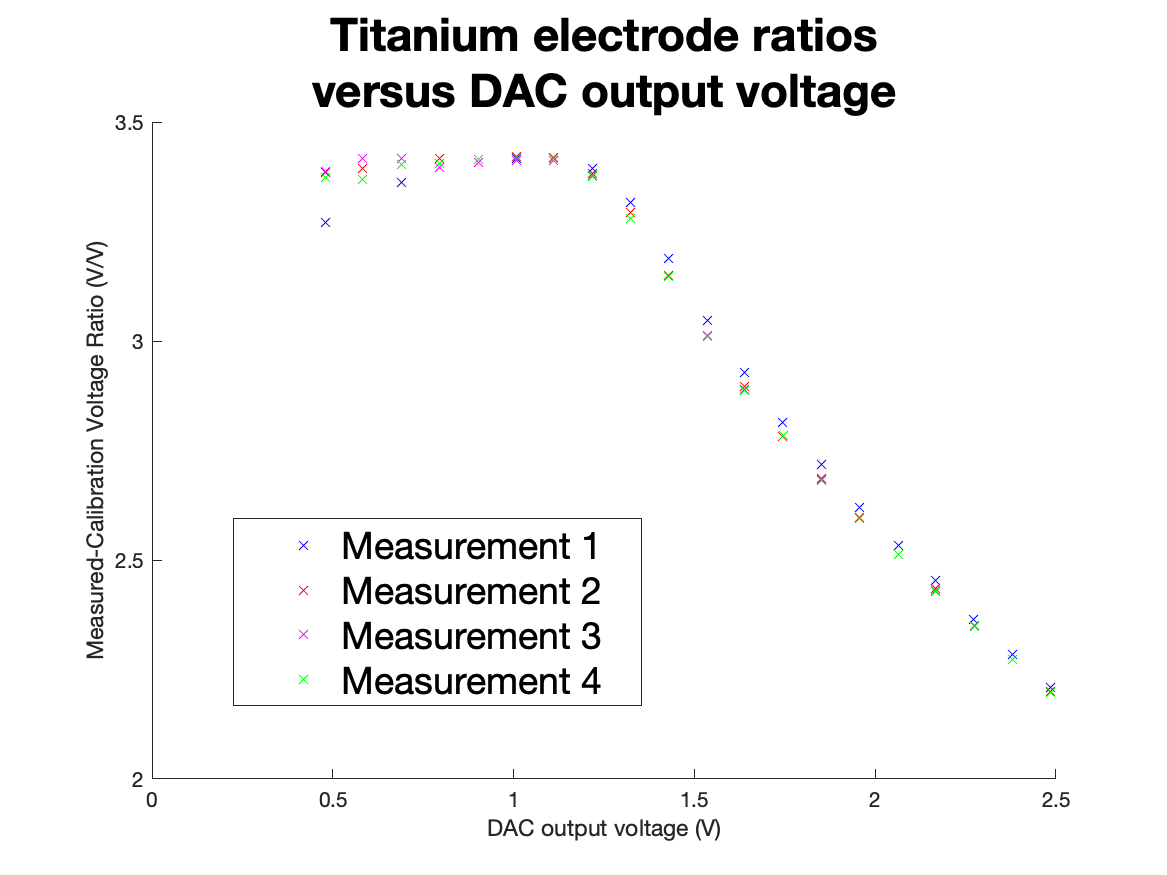 Titanium electrode ratios
versus DAC output voltage
3.5
3
2.5
2
Measured-Calibration Voltage Ratio (V/V)
Measurement 1
Measurement 2
Measurement 3
Measurement 4
0 0.5 1 1.5 2 2.5
DAC output voltage (V)